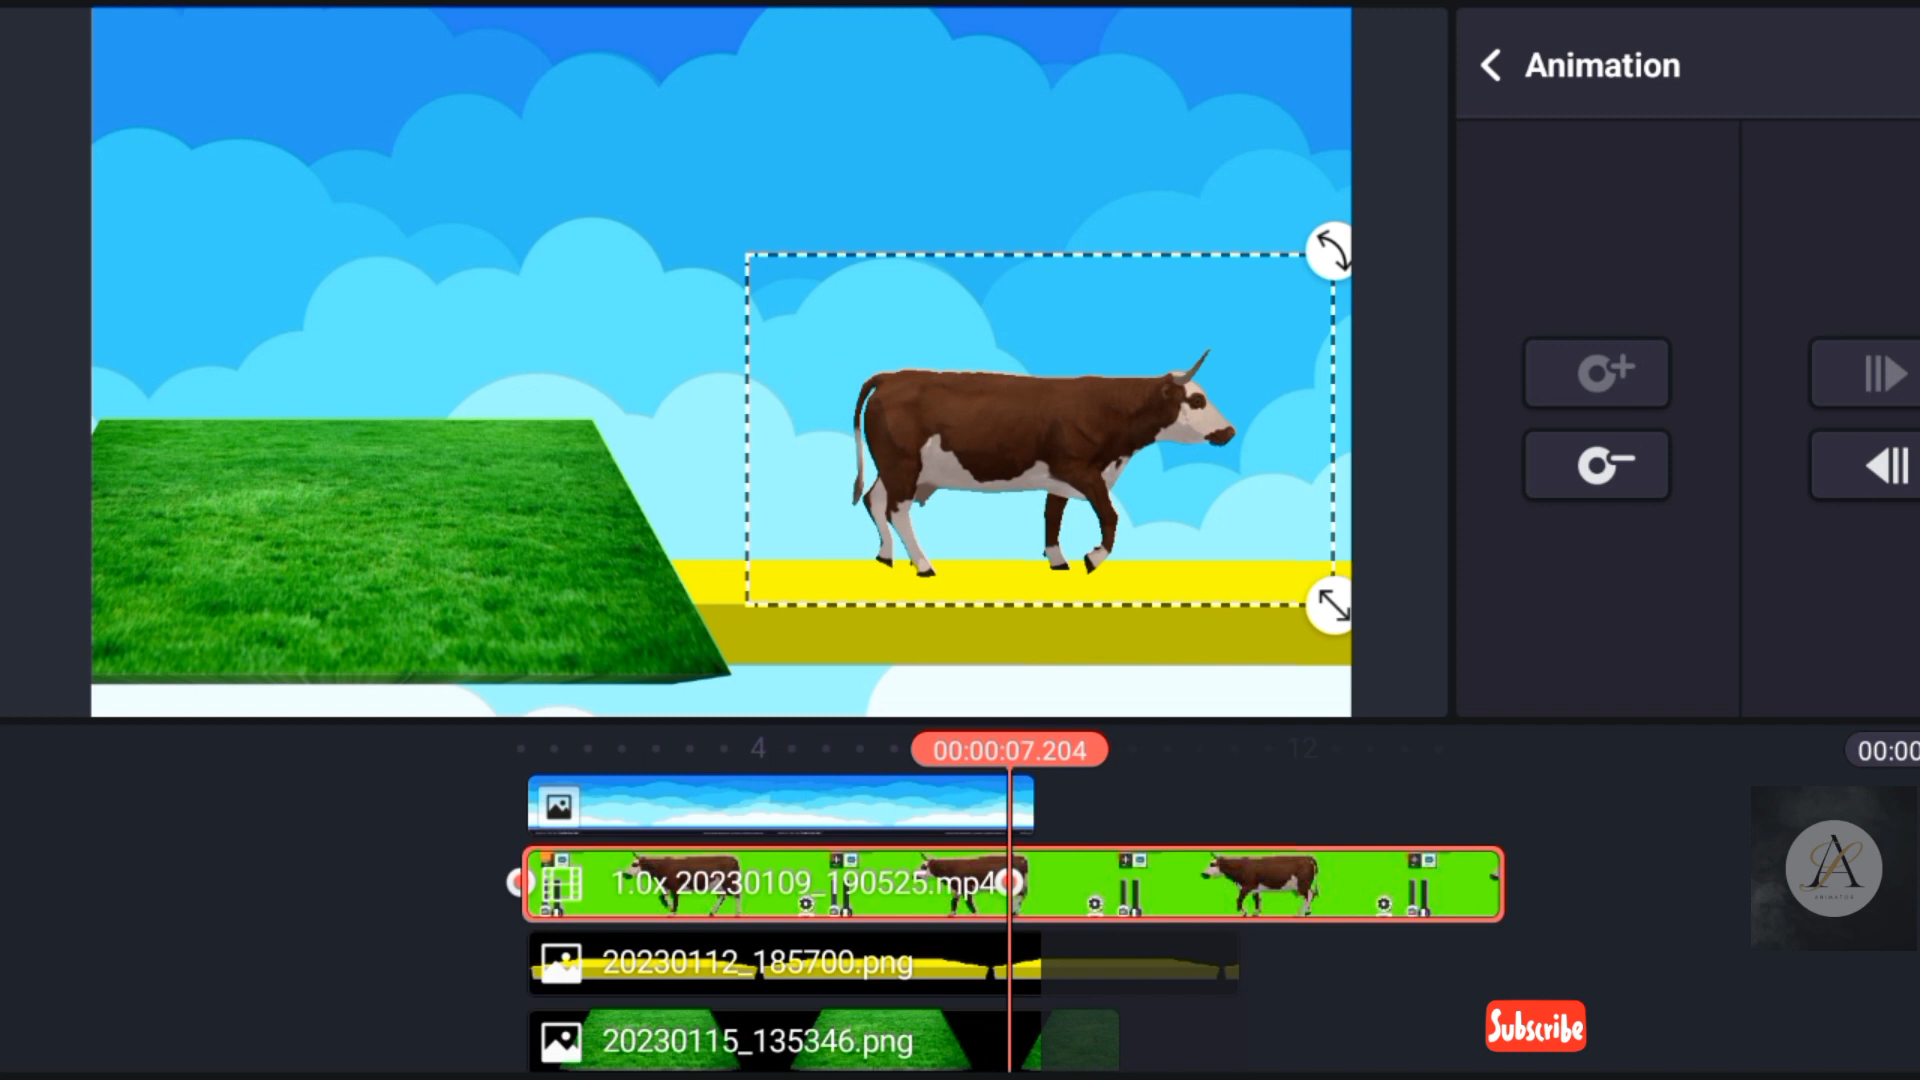 Animation
4
00:00:07.204
12
00:00
1.0x 20230109_190525.mp4
20230112_185700.png
20230115_135346.png
Subscribe